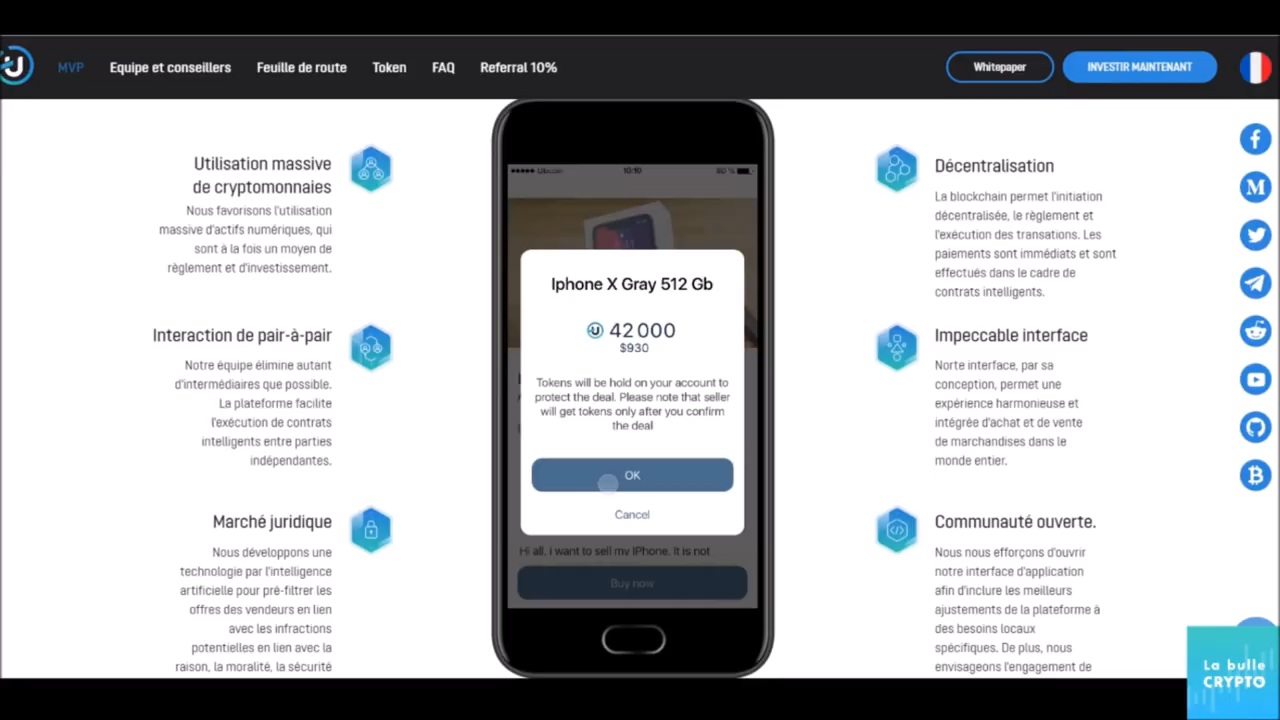 MVP
Equipe et conseillers
Feuille de route
Token
FAQ
Referral 10%
Whitepaper
INVESTIR MAINTENANT
Utilisation massive
de cryptomonnaies
Nous favorisons l'utilisation
massive d'actifs numériques, qui
sont à la fois un moyen de
règlement et d'investissement.
Interaction de pair-à-pair
Notre équipe élimine autant
d'intermédiaires que possible.
La plateforme facilite
l'exécution de contrats
intelligents entre parties
indépendantes.
Marché juridique
Nous développons une
technologie par l'intelligence
artificielle pour pré-filtrer les
offres des vendeurs en lien
avec les infractions
potentielles en lien avec la
raison, la moralité, la sécurité
10:10
Iphone X Gray 512 Gb
42 000
$930
Tokens will be hold on your account to
protect the deal. Please note that seller
will get tokens only after you confirm
the deal
OK
Cancel
Hi all, i want to sell my IPhone. It is not
Buy now
Décentralisation
La blockchain permet l'initiation
décentralisée, le règlement et
l'exécution des transations. Les
paiements sont immédiats et sont
effectués dans le cadre de
contrats intelligents.
Impeccable interface
Norte interface, par sa
conception, permet une
expérience harmonieuse et
intégrée d'achat et de vente
de marchandises dans le
monde entier.
Communauté ouverte.
Nous nous efforçons d'ouvrir
notre interface d'application
afin d'inclure les meilleurs
ajustements de la plateforme à
des besoins locaux
spécifiques. De plus, nous
envisageons l'engagement de
La bulle
CRYPTO